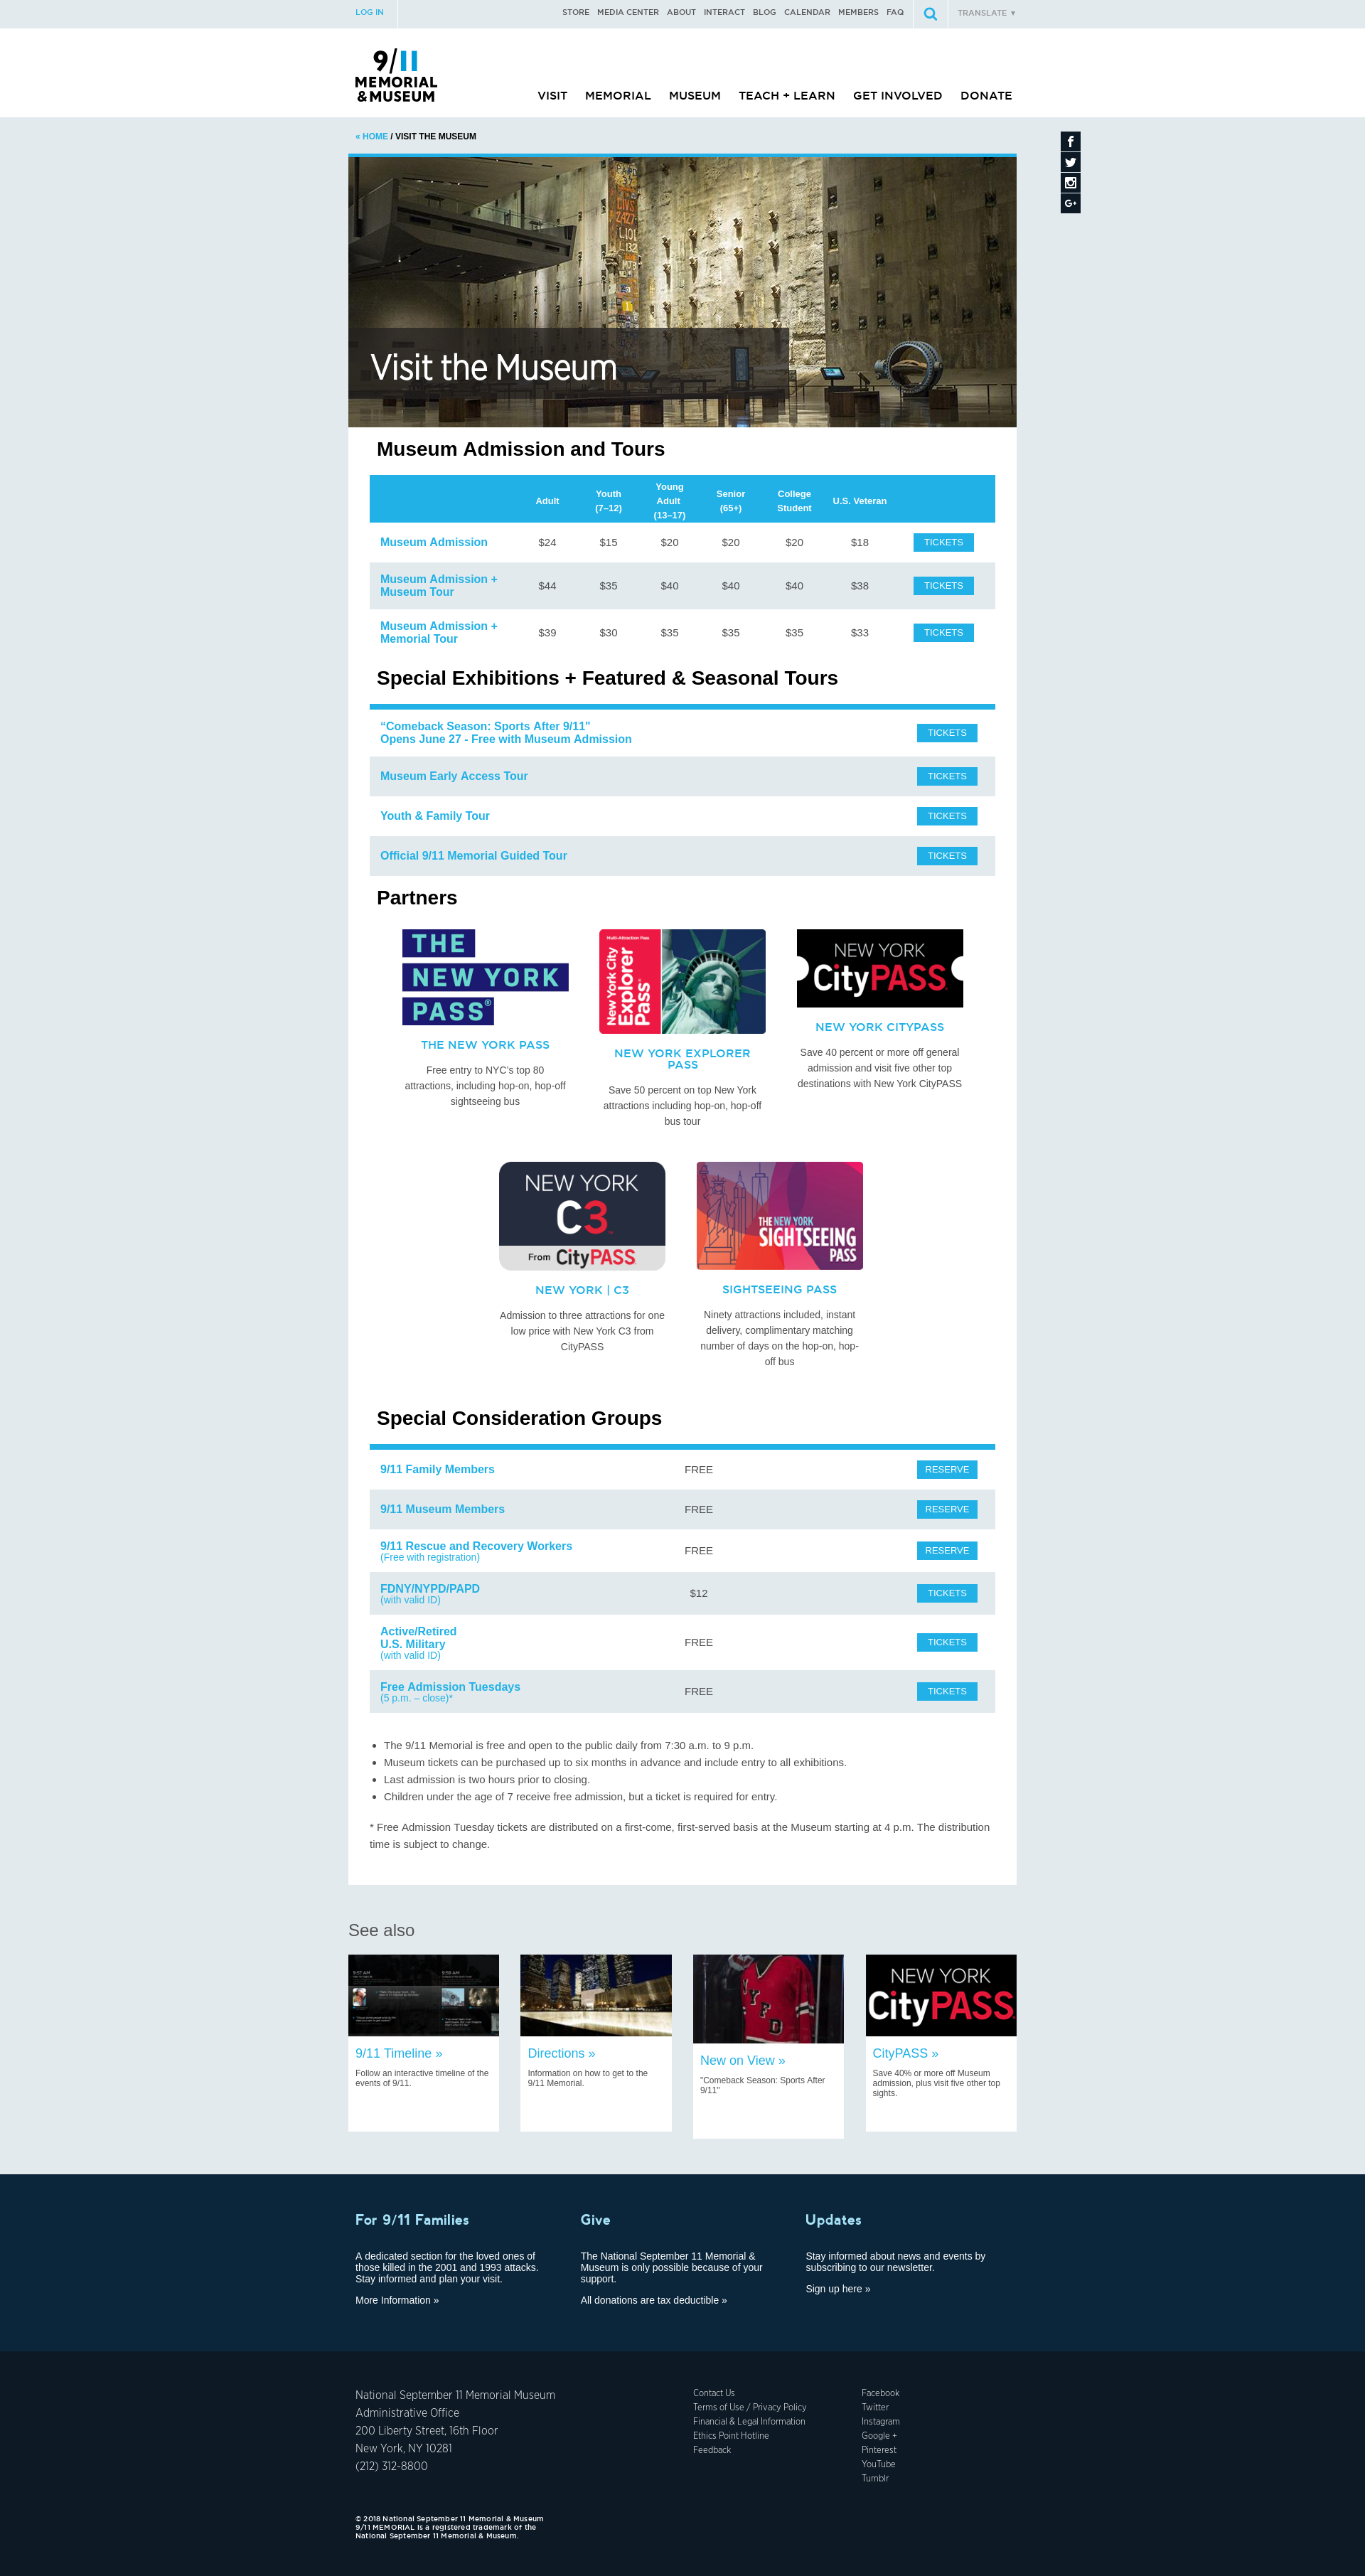 LOG IN
STORE MEDIA CENTER ABOUT INTERACT BLOG CALENDAR MEMBERS FAQ
TRANSLATE ▼
9/11
MEMORIAL
&MUSEUM
VISIT MEMORIAL MUSEUM TEACH + LEARN GET INVOLVED DONATE
« HOME / VISIT THE MUSEUM
Visit the Museum
Museum Admission and Tours
Adult
Youth
(7–12)
Young
Adult
(13–17)
Senior
(65+)
College
Student
U.S. Veteran
Museum Admission $24 $15 $20 $20 $20 $18 TICKETS
Museum Admission +
Museum Tour
$44 $35 $40 $40 $40 $38 TICKETS
Museum Admission +
Memorial Tour
$39 $30 $35 $35 $35 $33 TICKETS
Special Exhibitions + Featured & Seasonal Tours
“Comeback Season: Sports After 9/11"
Opens June 27 - Free with Museum Admission
TICKETS
Museum Early Access Tour TICKETS
Youth & Family Tour TICKETS
Official 9/11 Memorial Guided Tour TICKETS
Partners
THE
NEW YORK
PASS®
THE NEW YORK PASS
Free entry to NYC's top 80
attractions, including hop-on, hop-off
sightseeing bus
Multi-Attraction Pass
New York City
Explorer
Pass
NEW YORK EXPLORER
PASS
Save 50 percent on top New York
attractions including hop-on, hop-off
bus tour
NEW YORK
CityPASS
NEW YORK CITYPASS
Save 40 percent or more off general
admission and visit five other top
destinations with New York CityPASS
NEW YORK
C3
From CityPASS
NEW YORK | C3
Admission to three attractions for one
low price with New York C3 from
CityPASS
THE NEW YORK
SIGHTSEEING
PASS
SIGHTSEEING PASS
Ninety attractions included, instant
delivery, complimentary matching
number of days on the hop-on, hop-
off bus
Special Consideration Groups
9/11 Family Members FREE RESERVE
9/11 Museum Members FREE RESERVE
9/11 Rescue and Recovery Workers
(Free with registration)
FREE RESERVE
FDNY/NYPD/PAPD
(with valid ID)
$12 TICKETS
Active/Retired
U.S. Military
(with valid ID)
FREE TICKETS
Free Admission Tuesdays
(5 p.m. – close)*
FREE TICKETS
• The 9/11 Memorial is free and open to the public daily from 7:30 a.m. to 9 p.m.
• Museum tickets can be purchased up to six months in advance and include entry to all exhibitions.
• Last admission is two hours prior to closing.
• Children under the age of 7 receive free admission, but a ticket is required for entry.
* Free Admission Tuesday tickets are distributed on a first-come, first-served basis at the Museum starting at 4 p.m. The distribution
time is subject to change.
See also
9/11 Timeline »
Follow an interactive timeline of the
events of 9/11.
Directions »
Information on how to get to the
9/11 Memorial.
New on View »
"Comeback Season: Sports After
9/11"
NEW YORK
CityPASS
CityPASS »
Save 40% or more off Museum
admission, plus visit five other top
sights.
For 9/11 Families
A dedicated section for the loved ones of
those killed in the 2001 and 1993 attacks.
Stay informed and plan your visit.
More Information »
Give
The National September 11 Memorial &
Museum is only possible because of your
support.
All donations are tax deductible »
Updates
Stay informed about news and events by
subscribing to our newsletter.
Sign up here »
National September 11 Memorial Museum
Administrative Office
200 Liberty Street, 16th Floor
New York, NY 10281
(212) 312-8800
Contact Us
Terms of Use / Privacy Policy
Financial & Legal Information
Ethics Point Hotline
Feedback
Facebook
Twitter
Instagram
Google +
Pinterest
YouTube
Tumblr
© 2018 National September 11 Memorial & Museum
9/11 MEMORIAL is a registered trademark of the
National September 11 Memorial & Museum.